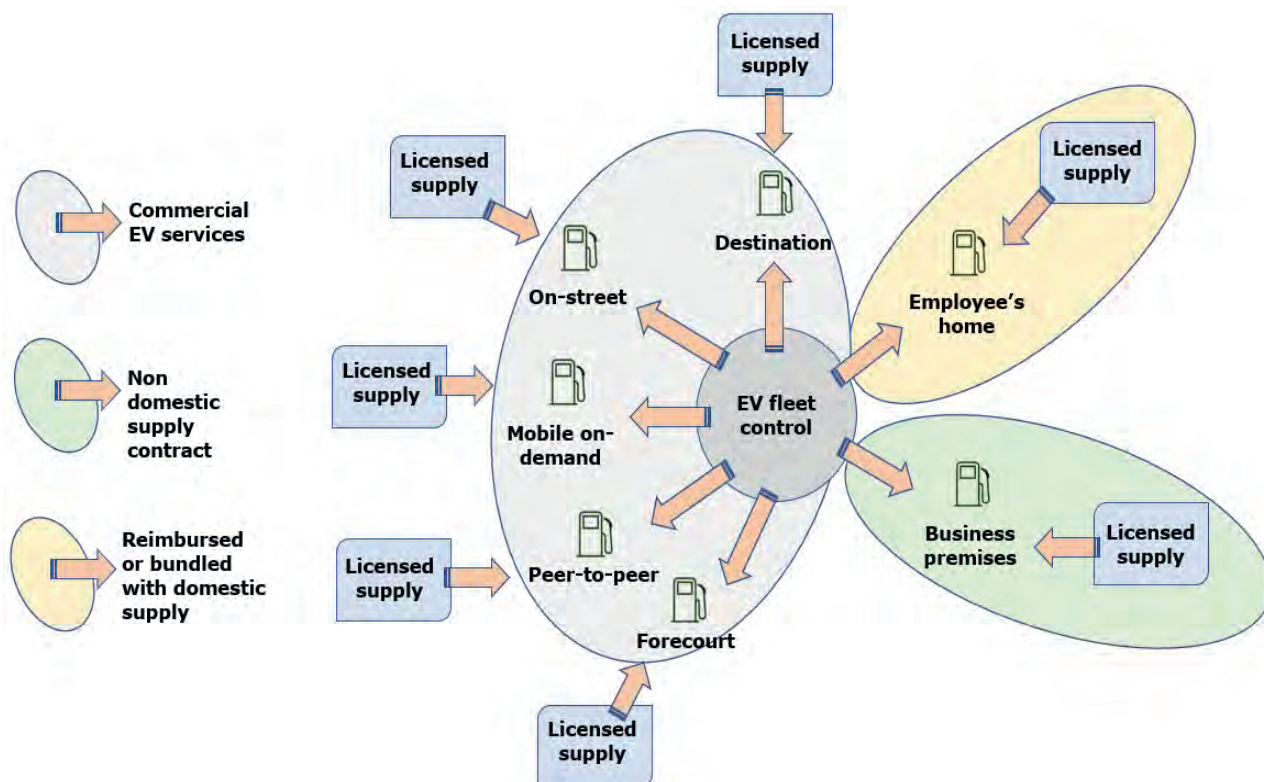 Licensed
supply
Licensed
supply
Licensed
supply
Commercial
EV services
Destination
On-street
Employee's
home
Licensed
supply
Non
domestic
supply
contract
EV fleet
control
Mobile on-
demand
Business
premises
Licensed
supply
Reimbursed
or bundled
with domestic
supply
Licensed
supply
Peer-to-peer
Forecourt
Licensed
supply